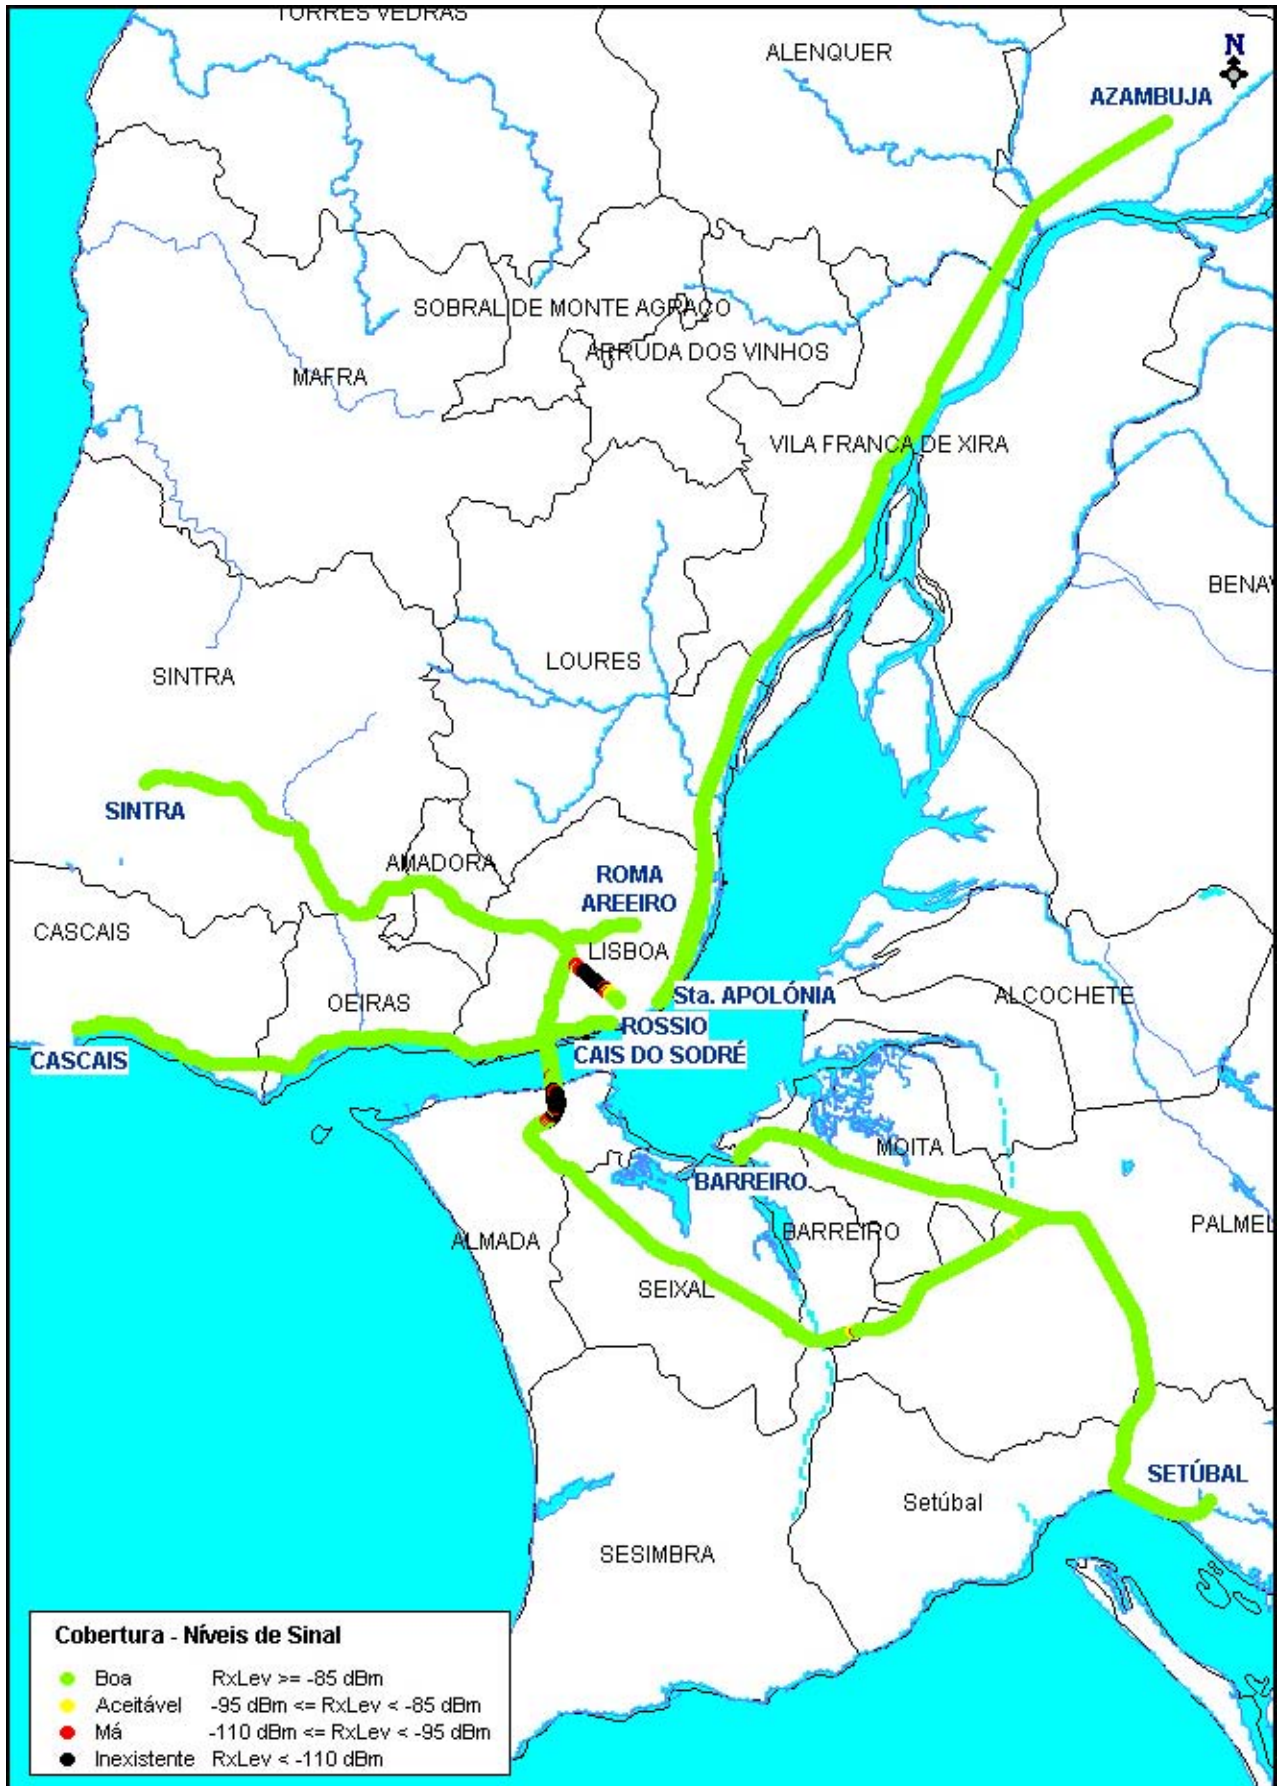 TORRES VEDRAS
ALENQUER
N
AZAMBUJA
SOBRAL DE MONTE AGRAÇO
ARRUDA DOS VINHOS
MAFRA
VILA FRANCA DE XIRA
BENAV
LOURES
SINTRA
SINTRA
AMADORA
ROMA
AREEIRO
CASCAIS
LISBOA
OEIRAS
Sta. APOLÓNIA
ALCOCHETE
ROSSIO
CASCAIS
CAIS DO SODRÉ
MOITA
BARREIRO
PALMEL
BARREIRO
ALMADA
SEIXAL
SETÚBAL
Setúbal
SESIMBRA
Cobertura - Níveis de Sinal
Boa RxLev >= -85 dBm
Aceitável -95 dBm <= RxLev < -85 dBm
Má -110 dBm <= RxLev < -95 dBm
Inexistente RxLev < -110 dBm